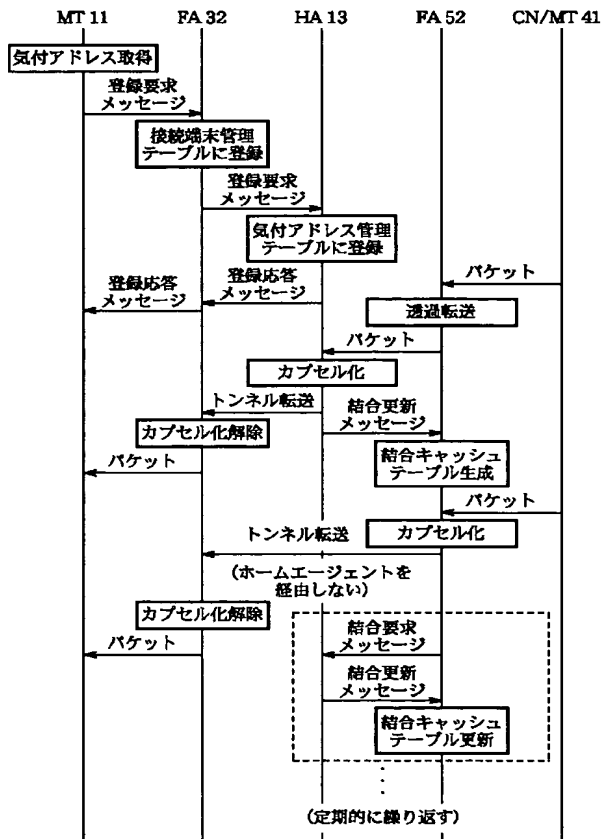 MT 11 FA 32 HA 13 FA 52 CN/MT 41
気付アドレス取得
登録要求
メッセージ
接続端末管理
テーブルに登録
登録要求
メッセージ
気付アドレス管理
テーブルに登録
登録応答
メッセージ
登録応答
メッセージ
パケット
透過転送
パケット
カプセル化
トンネル転送
結合更新
メッセージ
カプセル化解除
結合キャッシュ
テーブル生成
パケット
パケット
カプセル化
トンネル転送
(ホームエージェントを
経由しない)
カプセル化解除
結合要求
メッセージ
パケット
結合更新
メッセージ
結合キャッシュ
テーブル更新
(定期的に繰り返す)